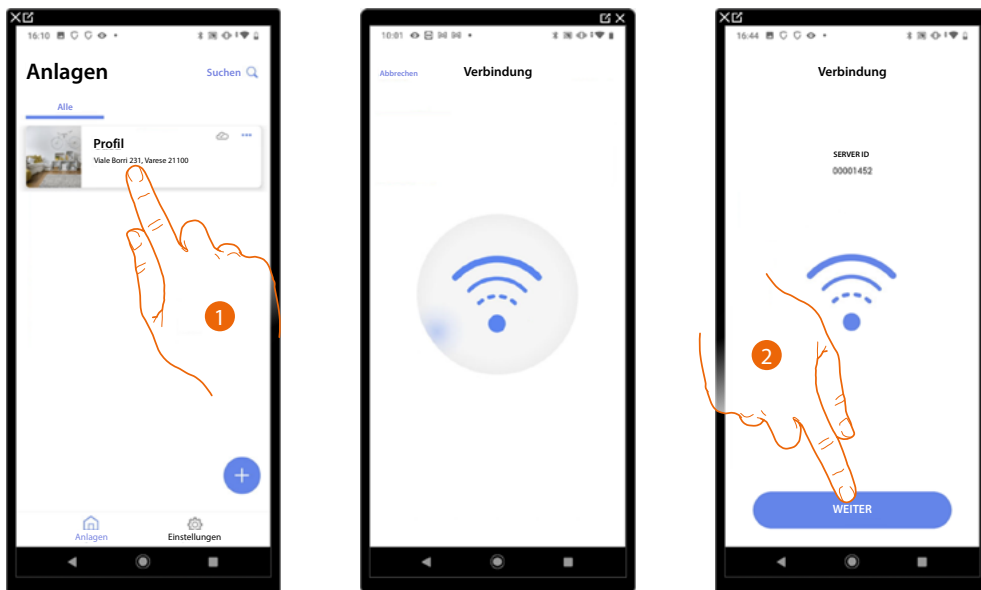 16:10
Anlagen
Suchen
Alle
Profil
Viale Borri 231, Varese 21100
1
Anlagen
Einstellungen
10:01
Abbrechen
Verbindung
16:44
Verbindung
SERVER ID
00001452
2
WEITER